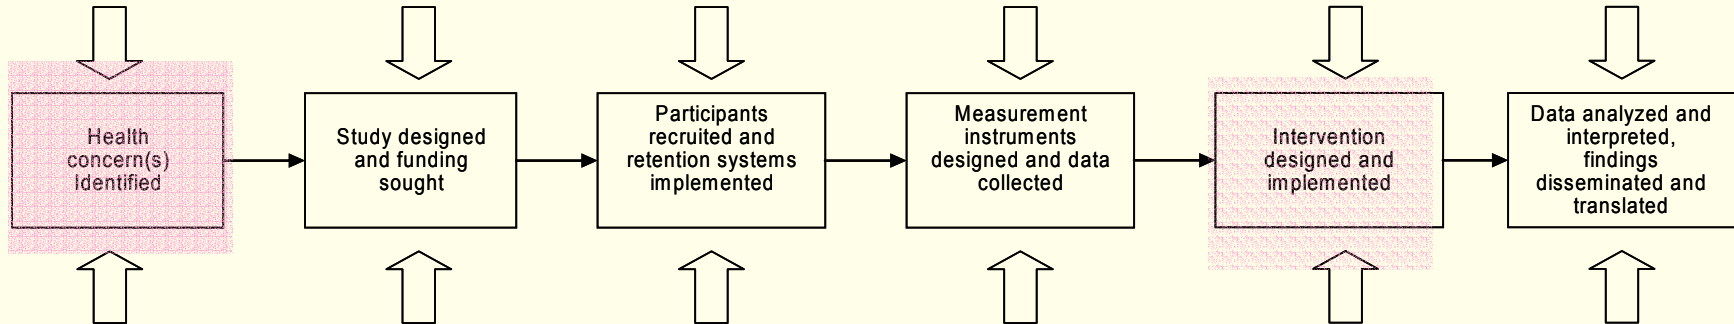 Health
concern(s)
Identified
Study designed
and funding
sought
Participants
recruited and
retention systems
implemented
Measurement
instruments
designed and data
collected
Intervention
designed and
implemented
Data analyzed and
interpreted,
findings
disseminated and
translated